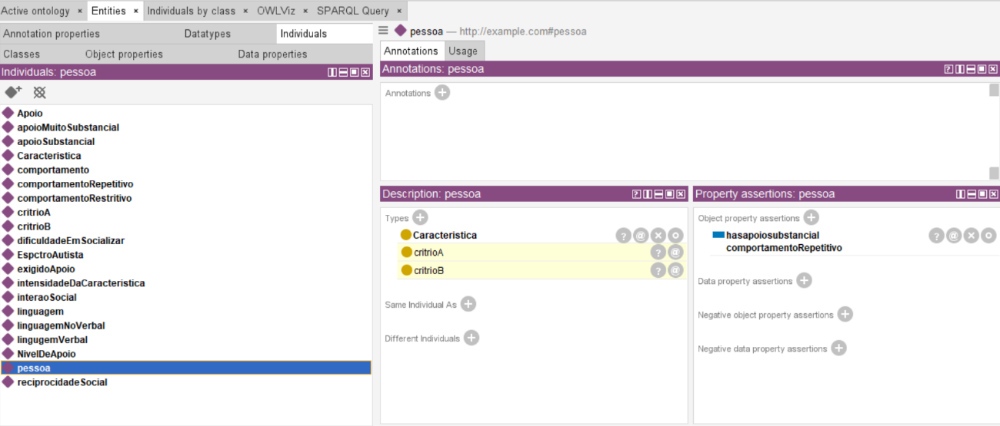 Active ontology × Entities × Individuals by class × OWLViz × SPARQL Query ×
Annotation properties Datatypes Individuals
Classes Object properties Data properties
Individuals: pessoa
Apoio
apoioMuitoSubstancial
apoioSubstancial
Caracteristica
comportamento
comportamentoRepetitivo
comportamentoRestritivo
critrioA
critrioB
dificuldadeEmSocializar
EspctroAutista
exigidoApoio
intensidadeDaCaracteristica
interaoSocial
linguagem
linguagemNoVerbal
lingugemVerbal
NivelDeApoio
pessoa
reciprocidadeSocial
pessoa — http://example.com#pessoa
Annotations Usage
Annotations: pessoa
Annotations
Description: pessoa
Types
Caracteristica
critrioA
critrioB
Same Individual As
Different Individuals
Property assertions: pessoa
Object property assertions
hasapoiosubstancial
comportamentoRepetitivo
Data property assertions
Negative object property assertions
Negative data property assertions